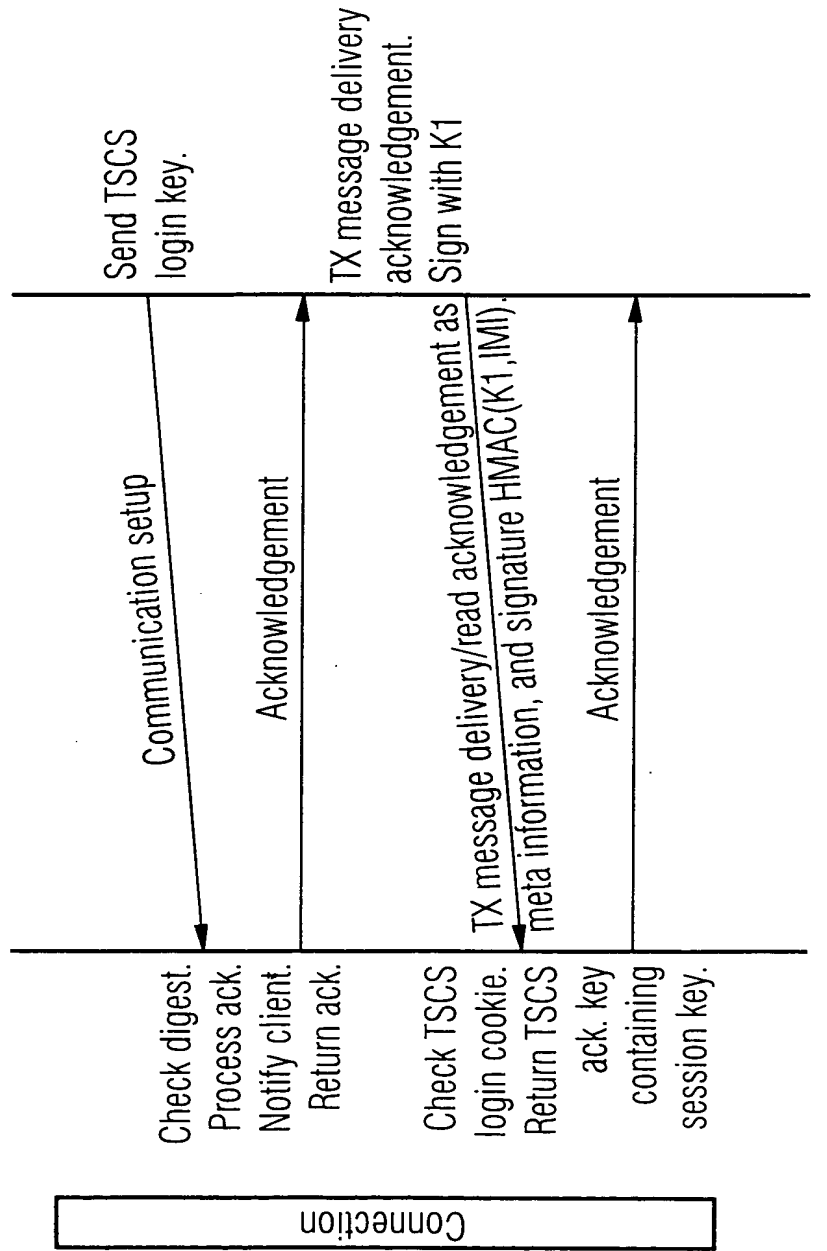 Send TSCS
login key.
Communication setup
Check digest.
Process ack.
Notify client.
Return ack.
Acknowledgement
TX message delivery
acknowledgement.
Sign with K1
TX message delivery/read acknowledgement as
meta information, and signature HMAC(K1,IMI).
Check TSCS
login cookie.
Return TSCS
ack. key
containing
session key.
Acknowledgement
Connection